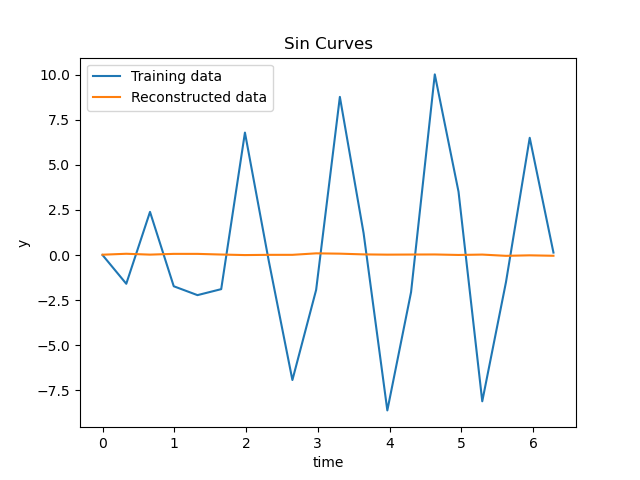 Sin Curves
Training data
Reconstructed data
10.0
7.5
5.0
2.5
0.0
−2.5
−5.0
−7.5
y
0 1 2 3 4 5 6
time